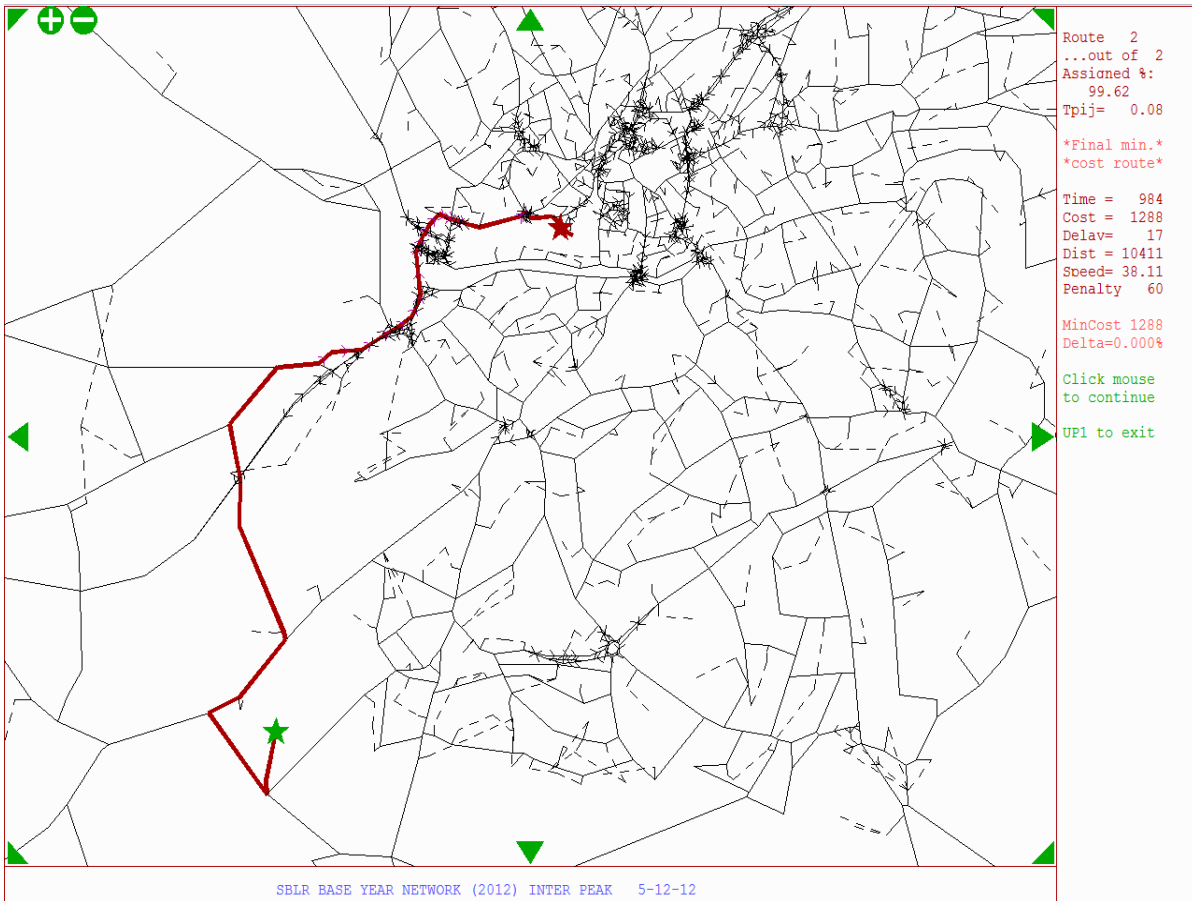 Route 2
...out of 2
Assigned %:
99.62
Tpij= 0.08
*Final min.*
*cost route*
Time = 984
Cost = 1288
Delay= 17
Dist = 10411
Speed= 38.11
Penalty 60
MinCost 1288
Delta=0.000%
Click mouse
to continue
UP1 to exit
SBLR BASE YEAR NETWORK (2012) INTER PEAK 5-12-12